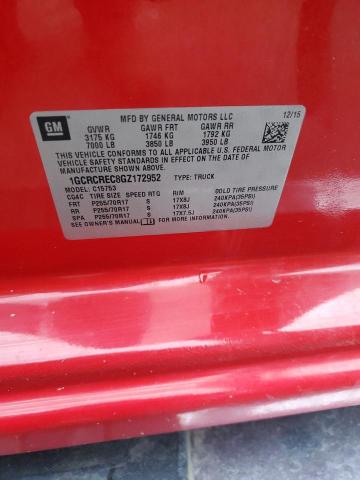 GM
MFD BY GENERAL MOTORS LLC
12/15
GVWR GAWR FRT GAWR RR
3175 KG 1746 KG 1792 KG
7000 LB 3850 LB 3950 LB
THIS VEHICLE CONFORMS TO ALL APPLICABLE U.S. FEDERAL MOTOR
VEHICLE SAFETY STANDARDS IN EFFECT ON THE DATE OF
MANUFACTURE SHOWN ABOVE.
1GCRCREC8GZ172952 TYPE: TRUCK
MODEL: C15753
CGAC TIRE SIZE SPEED RTG RIM COLD TIRE PRESSURE
FRT P255/70R17 S 17X8J 240KPA(35PSI)
RR P255/70R17 S 17X8J 240KPA(35PSI)
SPA P255/70R17 S 17X7.5J 240KPA(35PSI)
SEE OWNER'S MANUAL FOR MORE INFORMATION.